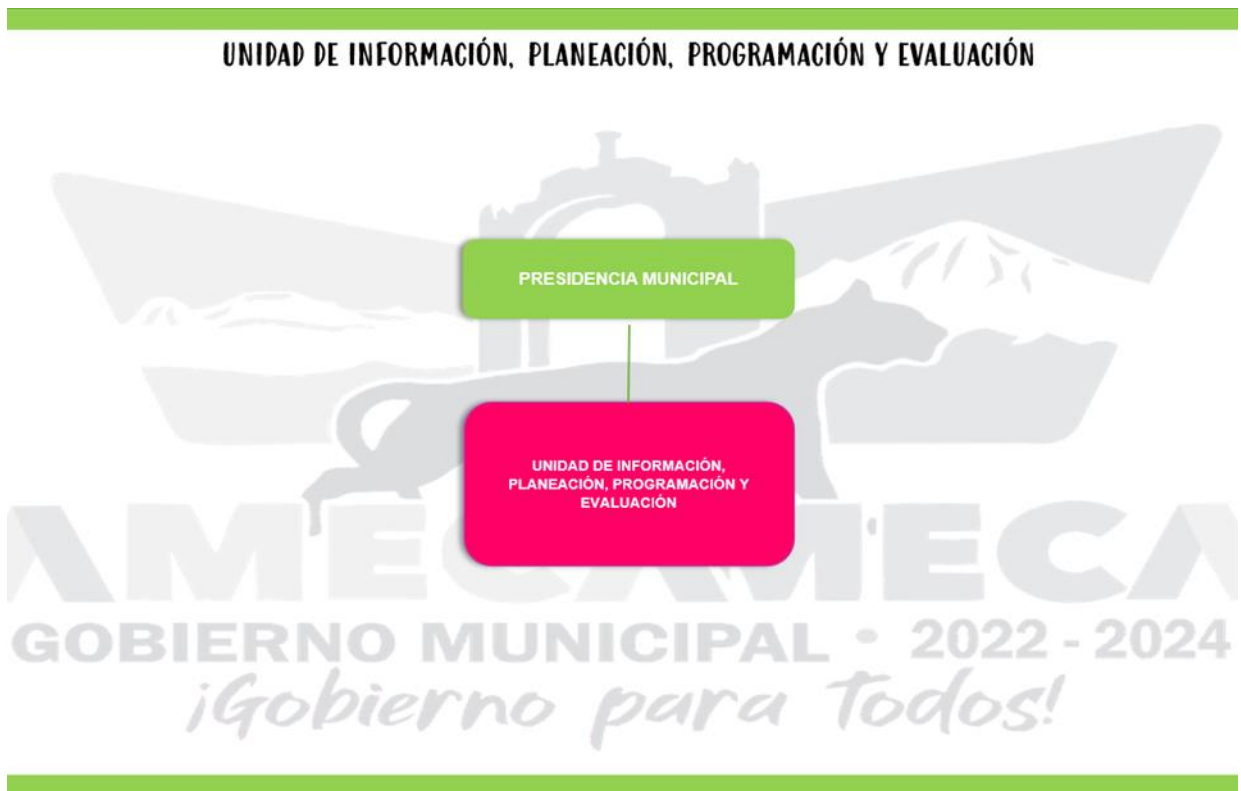 UNIDAD DE INFORMACIÓN, PLANEACIÓN, PROGRAMACIÓN Y EVALUACIÓN
PRESIDENCIA MUNICIPAL
UNIDAD DE INFORMACIÓN,
PLANEACIÓN, PROGRAMACIÓN Y
EVALUACIÓN
AMECAMECA
GOBIERNO MUNICIPAL • 2022 - 2024
¡Gobierno para Todos!